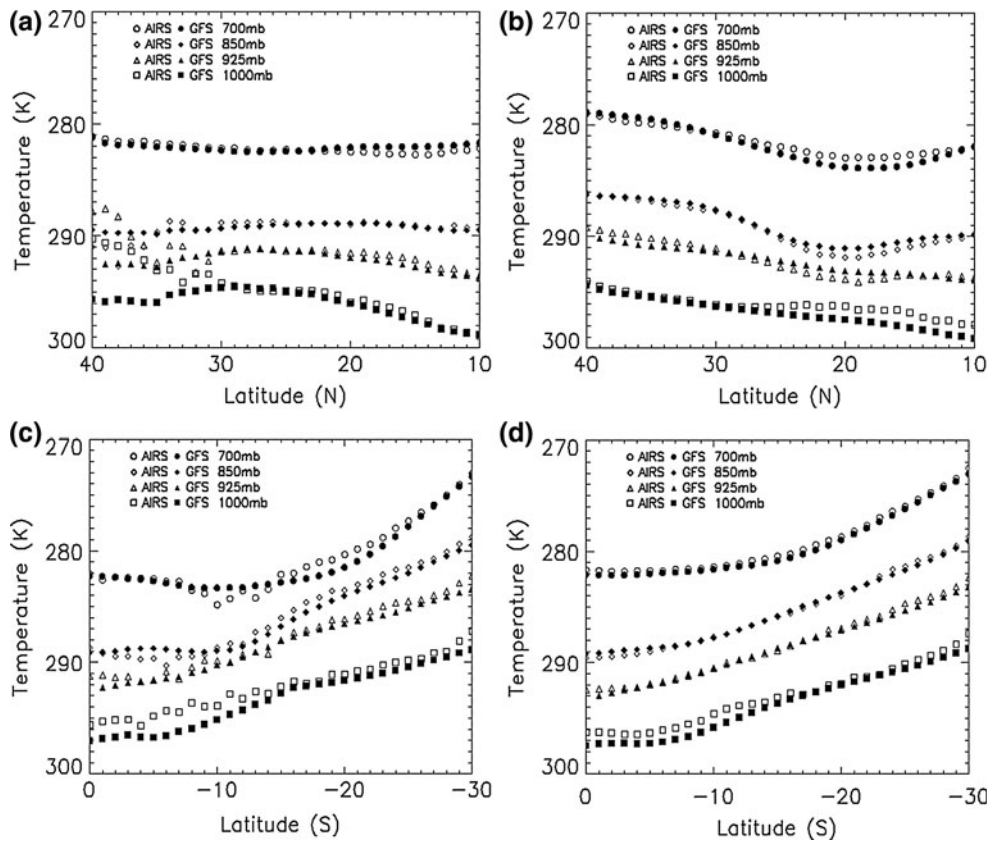 (a)
270
280
290
300
Temperature (K)
○ AIRS ● GFS 700mb
◇ AIRS ◆ GFS 850mb
△ AIRS ▲ GFS 925mb
□ AIRS ■ GFS 1000mb
40 30 20 10
Latitude (N)
(b)
270
280
290
300
Temperature (K)
○ AIRS ● GFS 700mb
◇ AIRS ◆ GFS 850mb
△ AIRS ▲ GFS 925mb
□ AIRS ■ GFS 1000mb
40 30 20 10
Latitude (N)
(c)
270
280
290
300
Temperature (K)
○ AIRS ● GFS 700mb
◇ AIRS ◆ GFS 850mb
△ AIRS ▲ GFS 925mb
□ AIRS ■ GFS 1000mb
0 −10 −20 −30
Latitude (S)
(d)
270
280
290
300
Temperature (K)
○ AIRS ● GFS 700mb
◇ AIRS ◆ GFS 850mb
△ AIRS ▲ GFS 925mb
□ AIRS ■ GFS 1000mb
0 −10 −20 −30
Latitude (S)